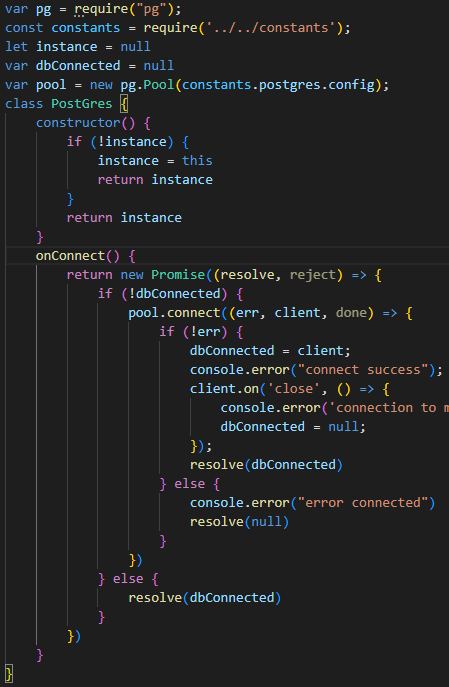 var pg = require("pg");
const constants = require('../../constants');
let instance = null
var dbConnected = null
var pool = new pg.Pool(constants.postgres.config);
class PostGres {
    constructor() {
        if (!instance) {
            instance = this
            return instance
        }
        return instance
    }
    onConnect() {
        return new Promise((resolve, reject) => {
            if (!dbConnected) {
                pool.connect((err, client, done) => {
                    if (!err) {
                        dbConnected = client;
                        console.error("connect success");
                        client.on('close', () => {
                            console.error('connection to m
                            dbConnected = null;
                        });
                        resolve(dbConnected)
                    } else {
                        console.error("error connected")
                        resolve(null)
                    }
                })
            } else {
                resolve(dbConnected)
            }
        })
    }
}